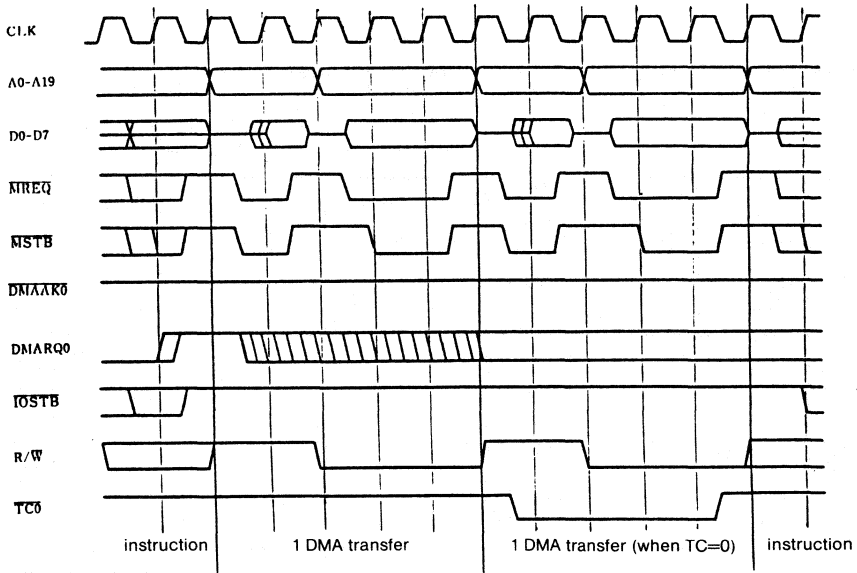 CLK
A0-A19
D0-D7
MREQ
MSTB
DMAAK0
DMARQ0
IOSTB
R/W
TC0
instruction
1 DMA transfer
1 DMA transfer (when TC=0)
instruction